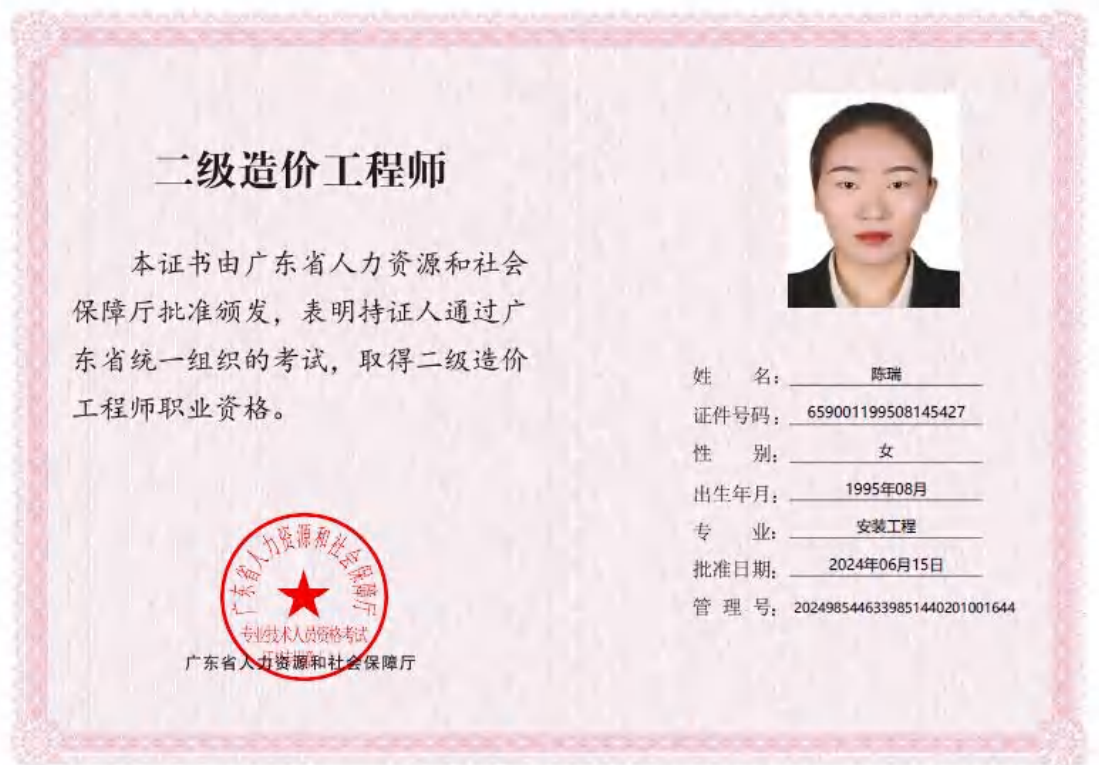 二级造价工程师
本证书由广东省人力资源和社会
保障厅批准颁发，表明持证人通过广
东省统一组织的考试，取得二级造价
工程师职业资格。
姓 名：陈瑞
证件号码：659001199508145427
性 别：女
出生年月：1995年08月
专 业：安装工程
批准日期：2024年06月15日
管 理 号：20249854463398514402010016​44
广东省人力资源和社会保障厅
专业技术人员资格考试
广东省人力资源和社会保障厅